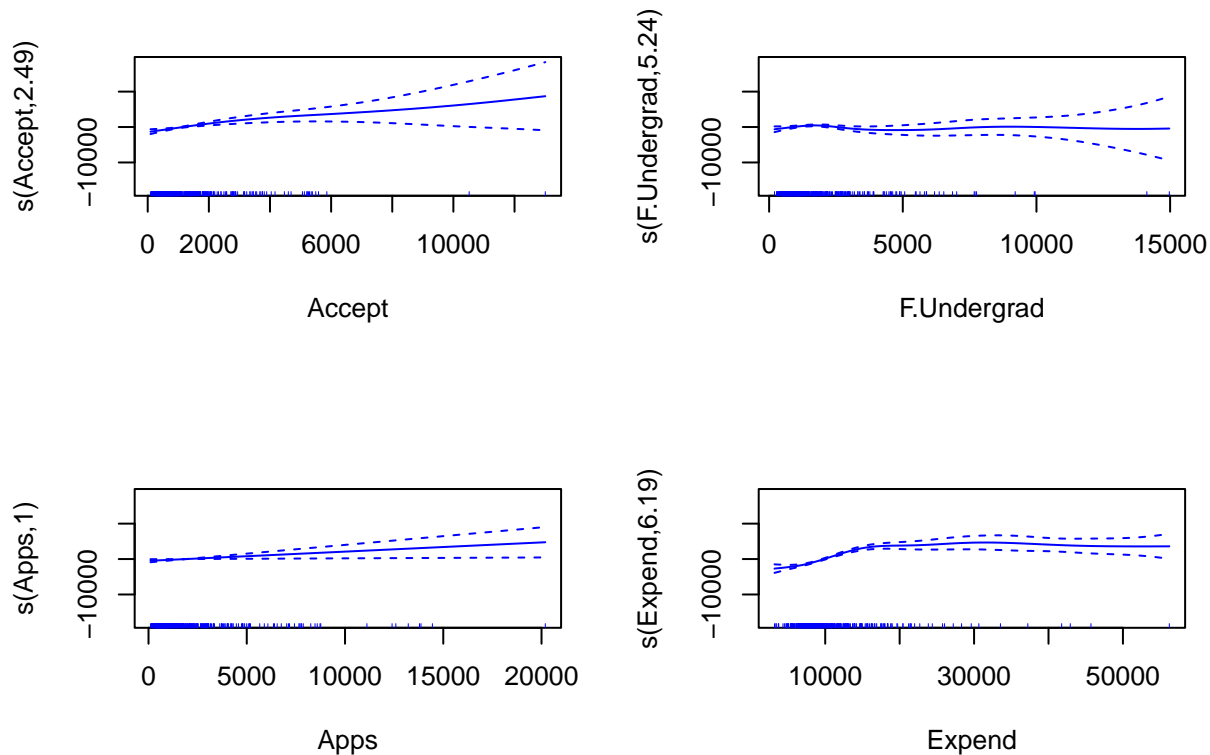 s(Accept,2.49)
−10000
0 2000 6000 10000
Accept
s(F.Undergrad,5.24)
−10000
0 5000 10000 15000
F.Undergrad
s(Apps,1)
−10000
0 5000 10000 15000 20000
Apps
s(Expend,6.19)
−10000
10000 30000 50000
Expend